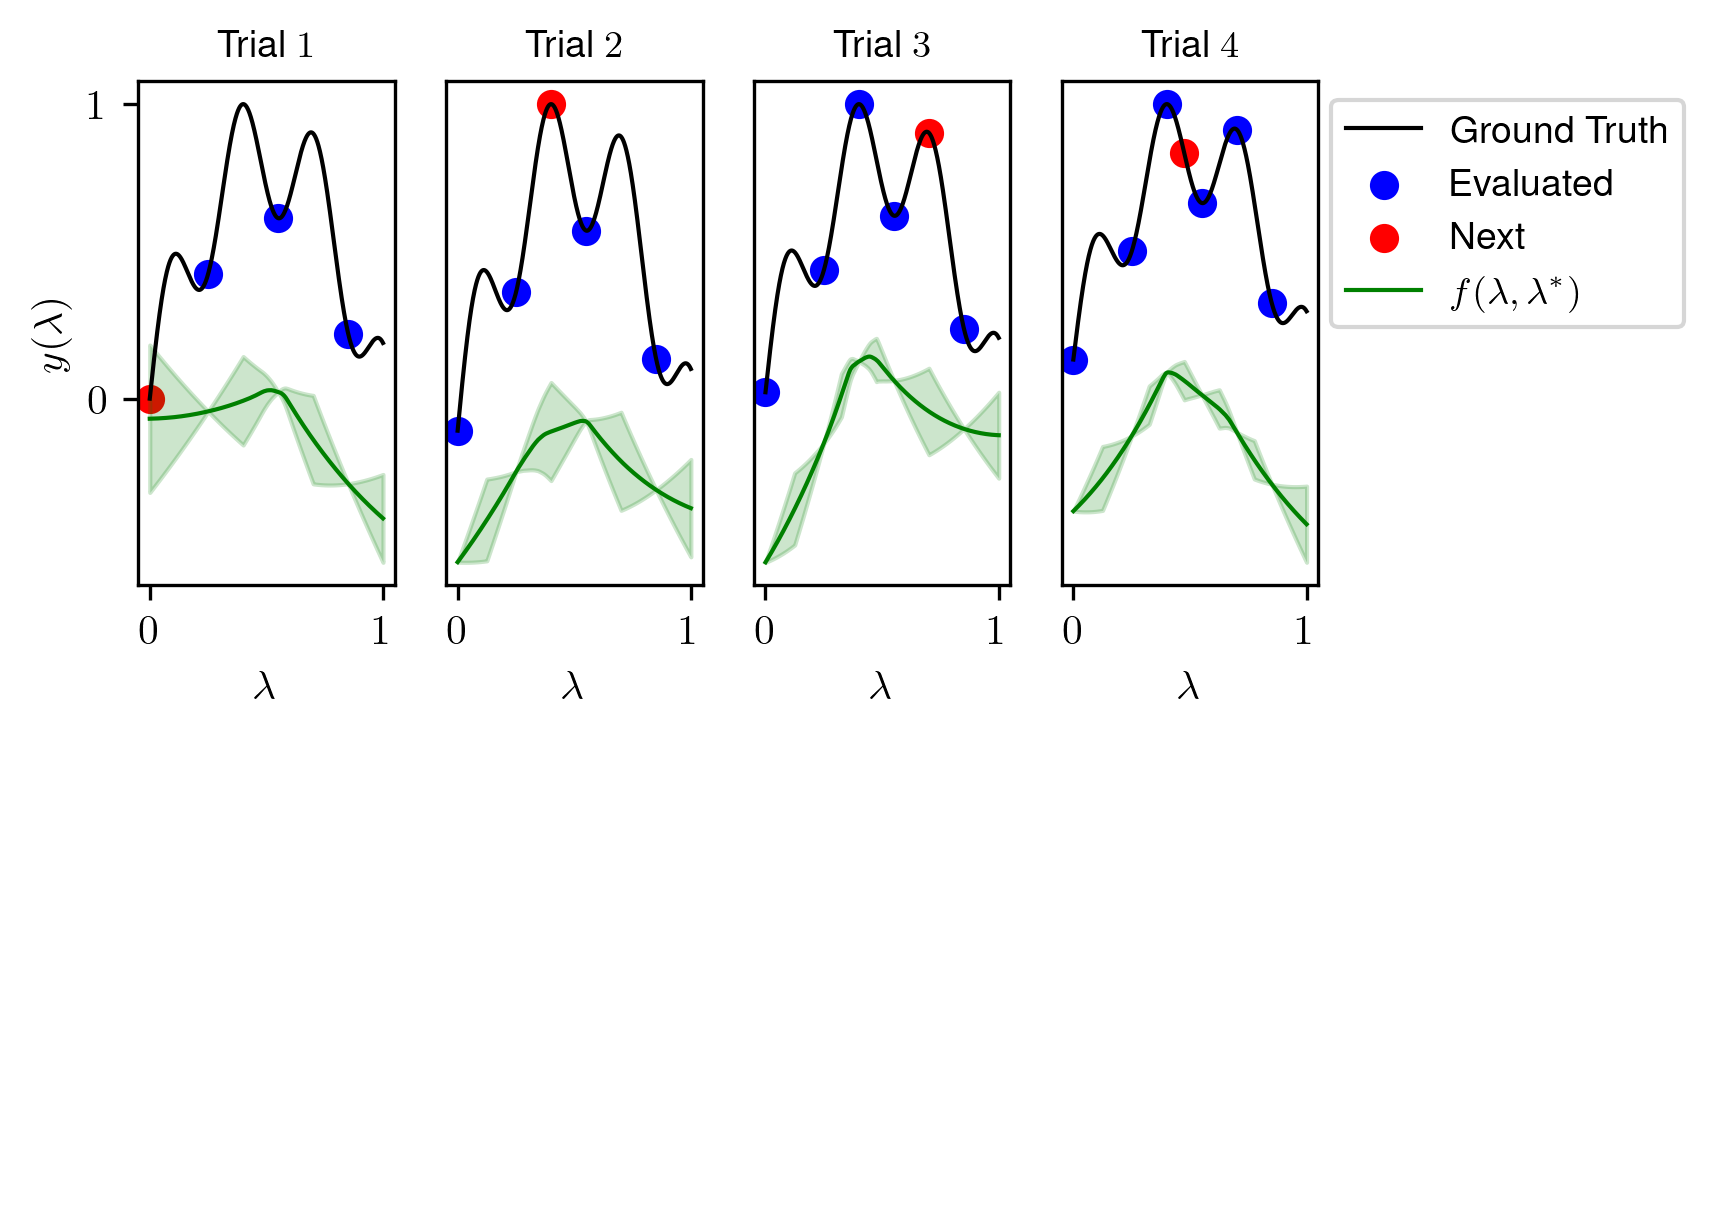 Trial 1
Trial 2
Trial 3
Trial 4
1
0
y(λ)
0 1
0 1
0 1
0 1
λ
λ
λ
λ
Ground Truth
Evaluated
Next
f(λ, λ*)